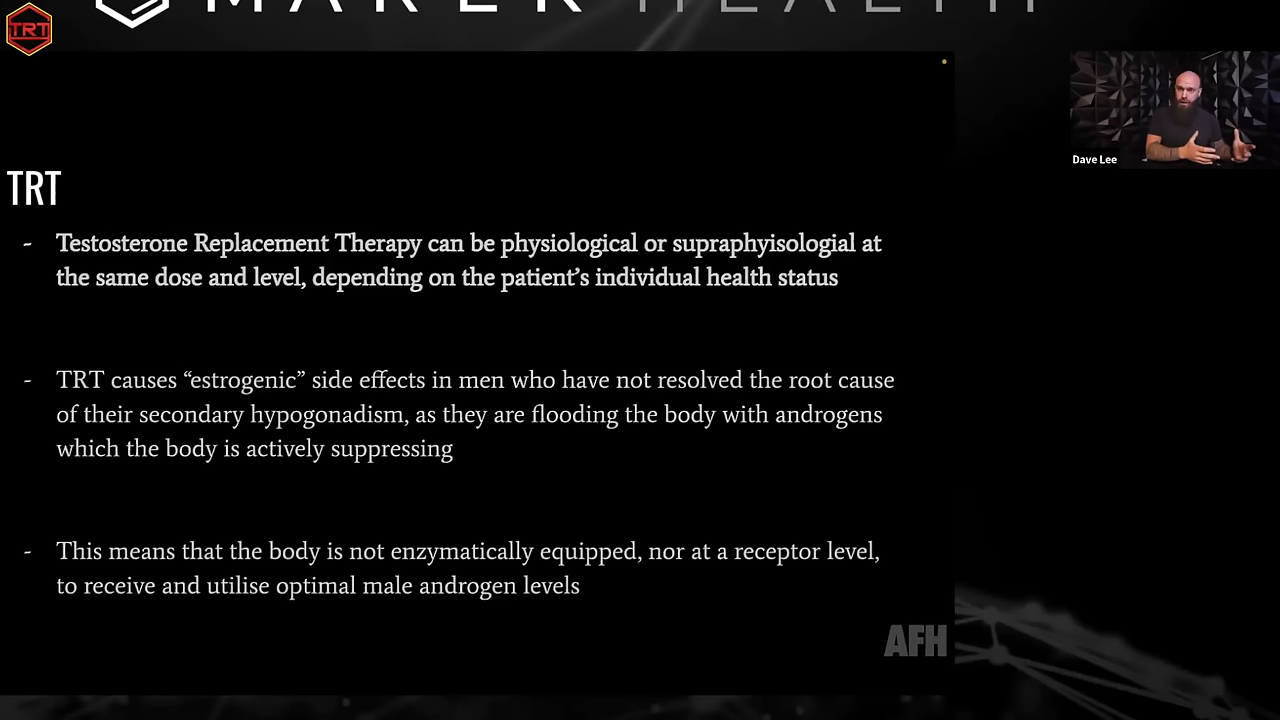 MAREK HEALTH
TRT
Dave Lee
TRT
- Testosterone Replacement Therapy can be physiological or supraphyisologial at
the same dose and level, depending on the patient’s individual health status
- TRT causes “estrogenic” side effects in men who have not resolved the root cause
of their secondary hypogonadism, as they are flooding the body with androgens
which the body is actively suppressing
- This means that the body is not enzymatically equipped, nor at a receptor level,
to receive and utilise optimal male androgen levels
AFH